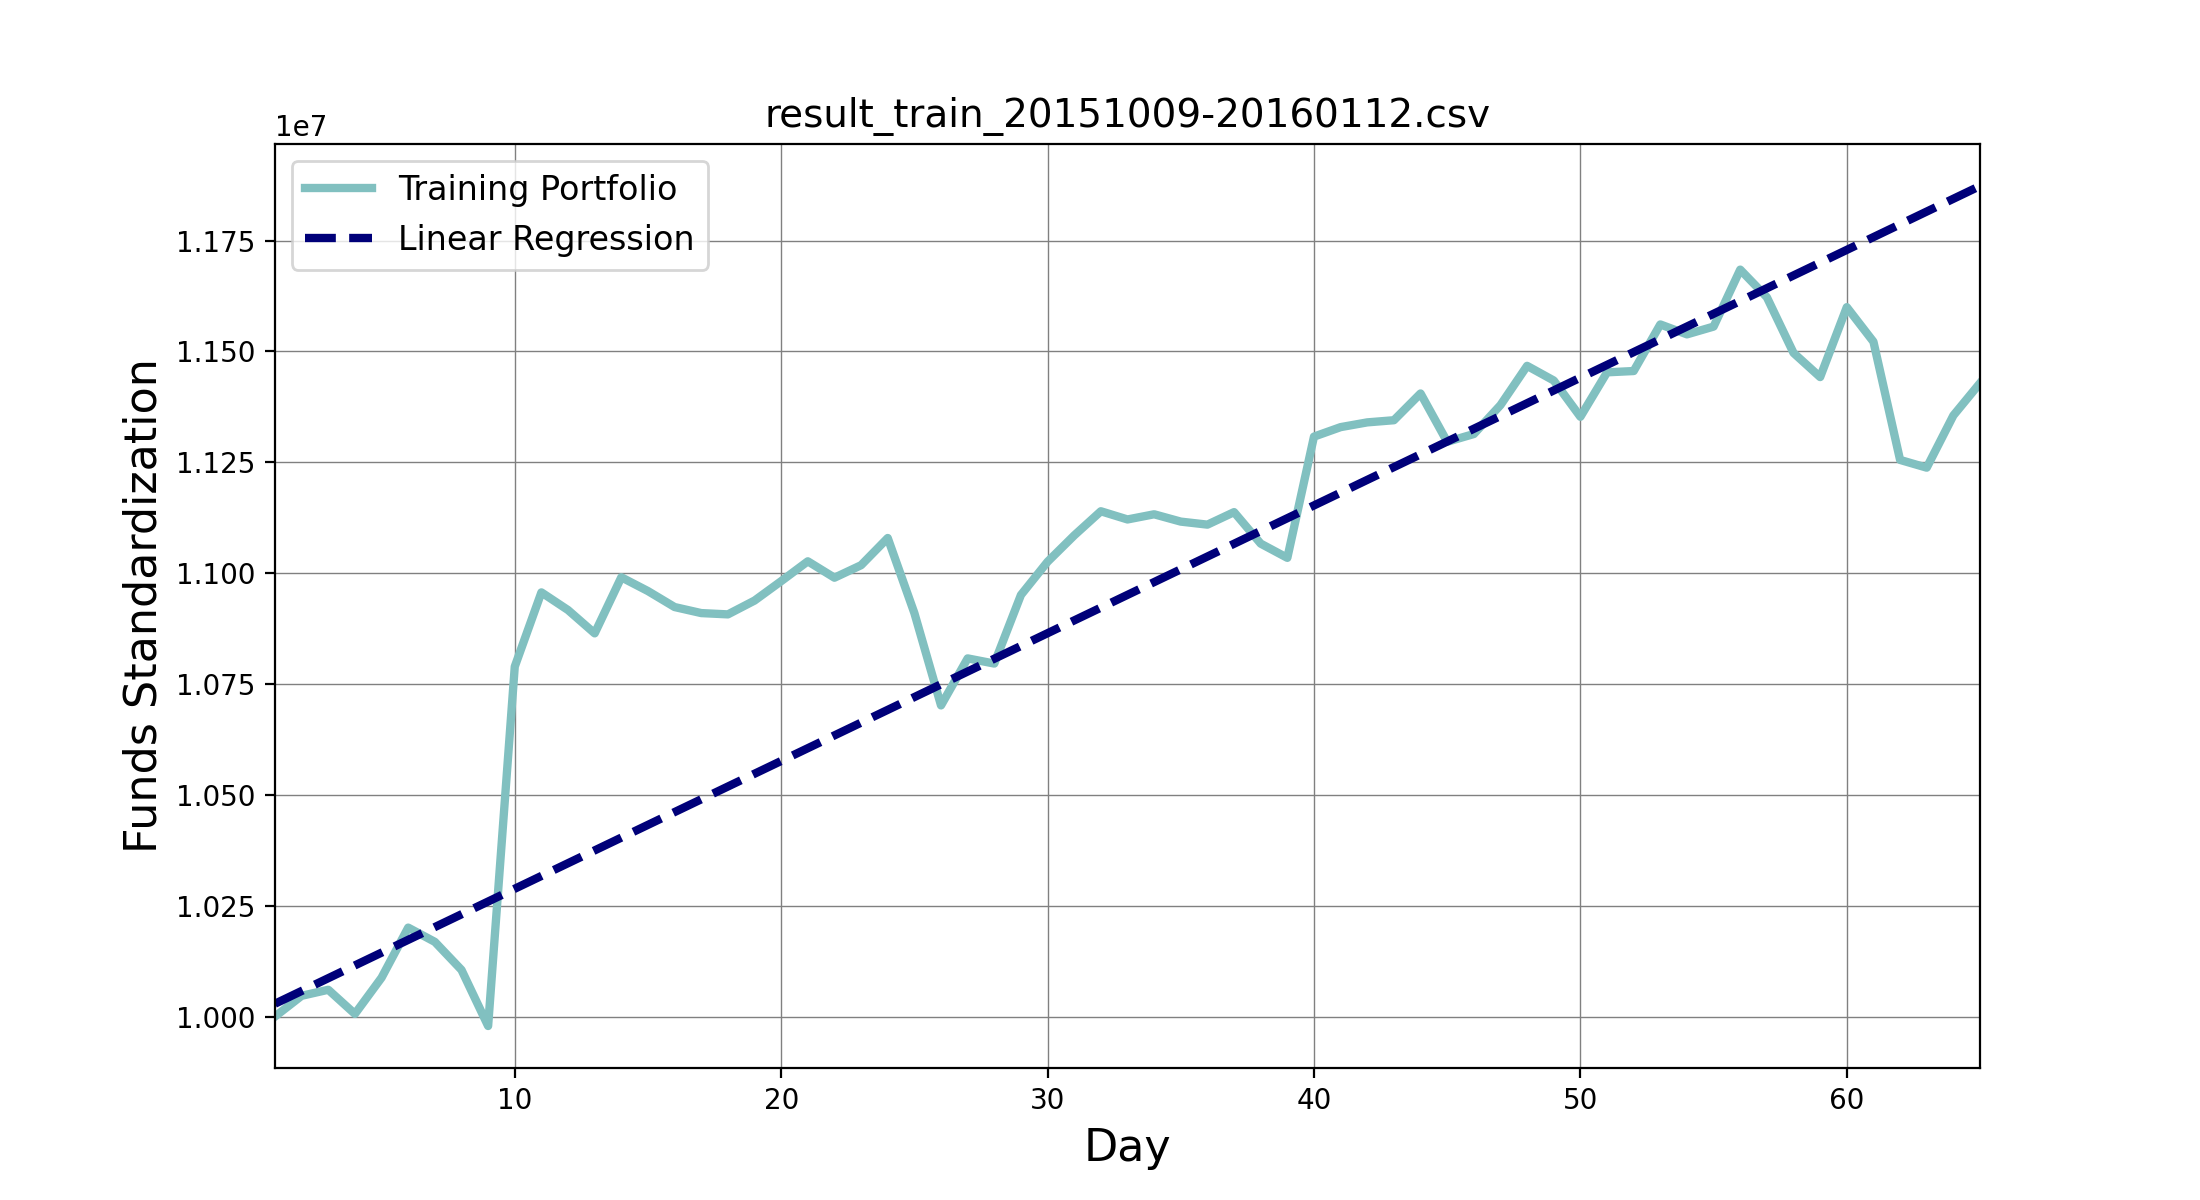 result_train_20151009-20160112.csv
1e7
Training Portfolio
Linear Regression
1.175
1.150
1.125
1.100
1.075
1.050
1.025
1.000
Funds Standardization
10 20 30 40 50 60
Day